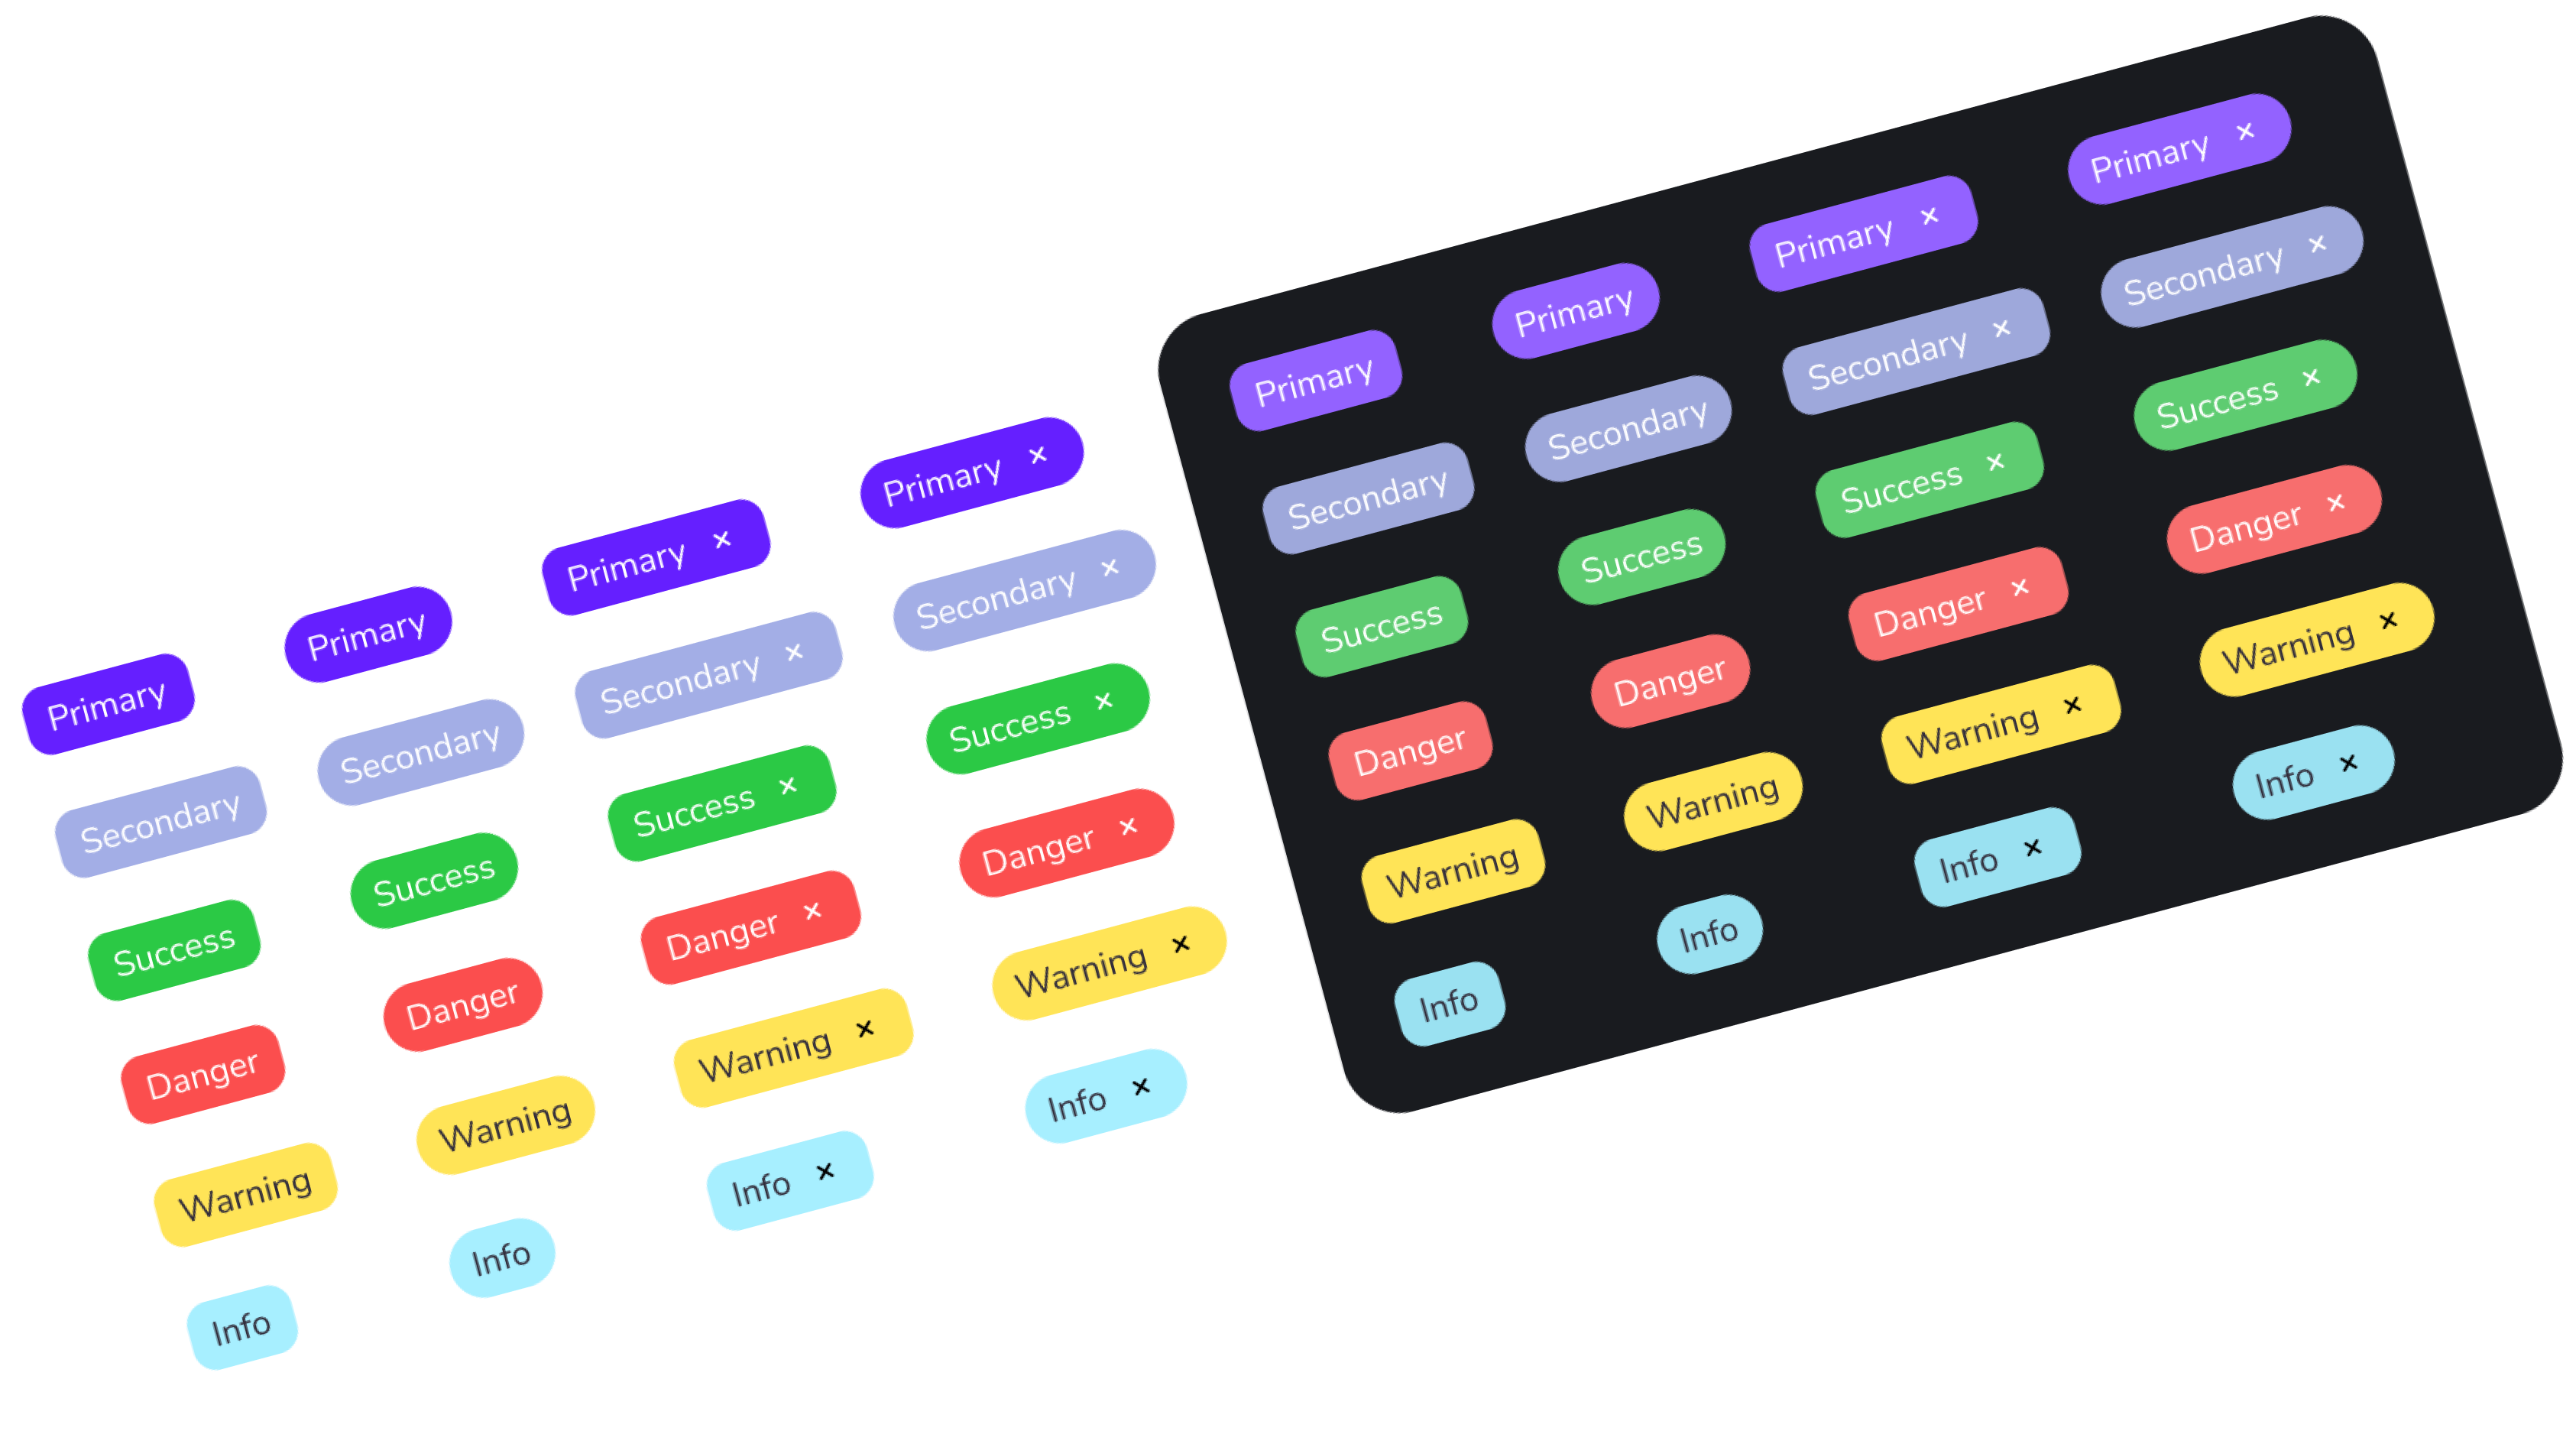 Primary
Primary
Primary ×
Primary ×
Secondary
Secondary
Secondary ×
Secondary ×
Success
Success
Success ×
Success ×
Danger
Danger
Danger ×
Danger ×
Warning
Warning
Warning ×
Warning ×
Info
Info
Info ×
Info ×
Primary
Primary
Primary ×
Primary ×
Secondary
Secondary
Secondary ×
Secondary ×
Success
Success
Success ×
Success ×
Danger
Danger
Danger ×
Danger ×
Warning
Warning
Warning ×
Warning ×
Info
Info
Info ×
Info ×